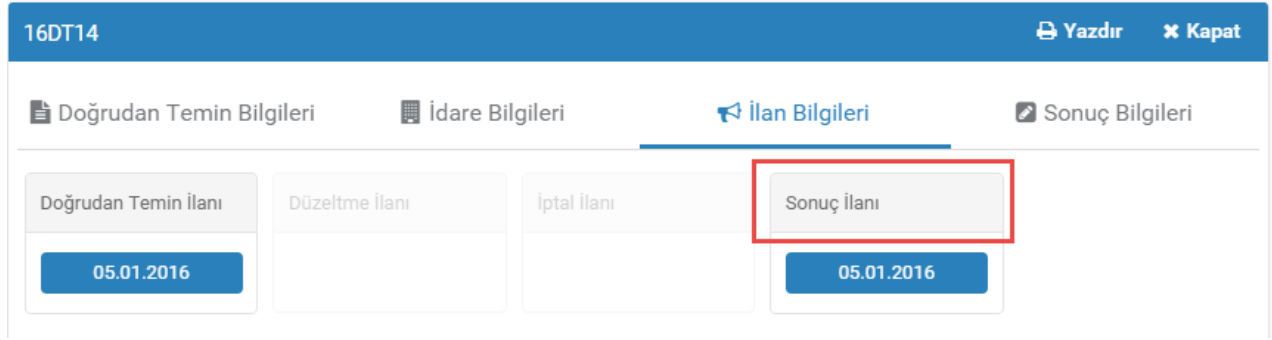 16DT14 Yazdır Kapat
Doğrudan Temin Bilgileri İdare Bilgileri İlan Bilgileri Sonuç Bilgileri
Doğrudan Temin İlanı Düzeltme İlanı İptal İlanı Sonuç İlanı
05.01.2016 05.01.2016